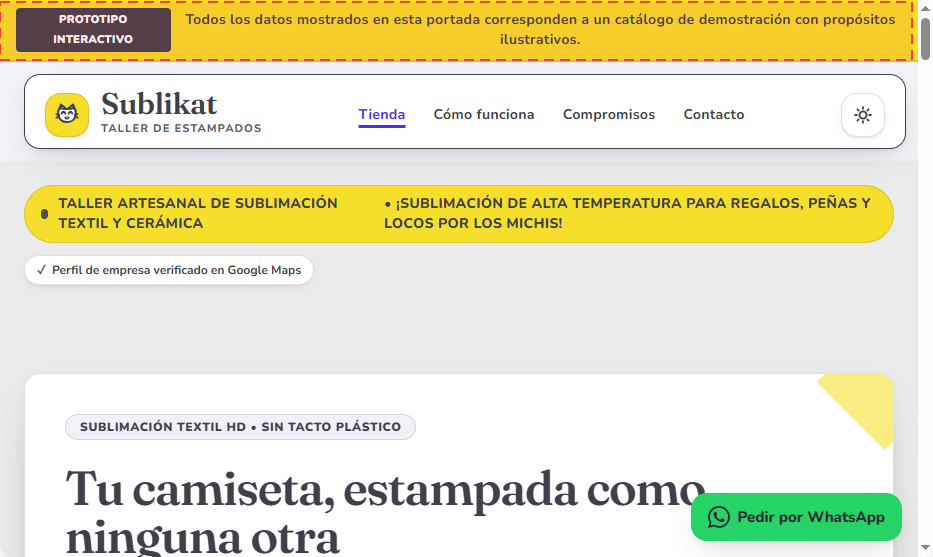 PROTOTIPO
INTERACTIVO
Todos los datos mostrados en esta portada corresponden a un catálogo de demostración con propósitos
ilustrativos.
Sublikat
TALLER DE ESTAMPADOS
Tienda
Cómo funciona
Compromisos
Contacto
TALLER ARTESANAL DE SUBLIMACIÓN
TEXTIL Y CERÁMICA
• ¡SUBLIMACIÓN DE ALTA TEMPERATURA PARA REGALOS, PEÑAS Y
LOCOS POR LOS MICHIS!
✓ Perfil de empresa verificado en Google Maps
SUBLIMACIÓN TEXTIL HD • SIN TACTO PLÁSTICO
Tu camiseta, estampada como
ninguna otra
Pedir por WhatsApp